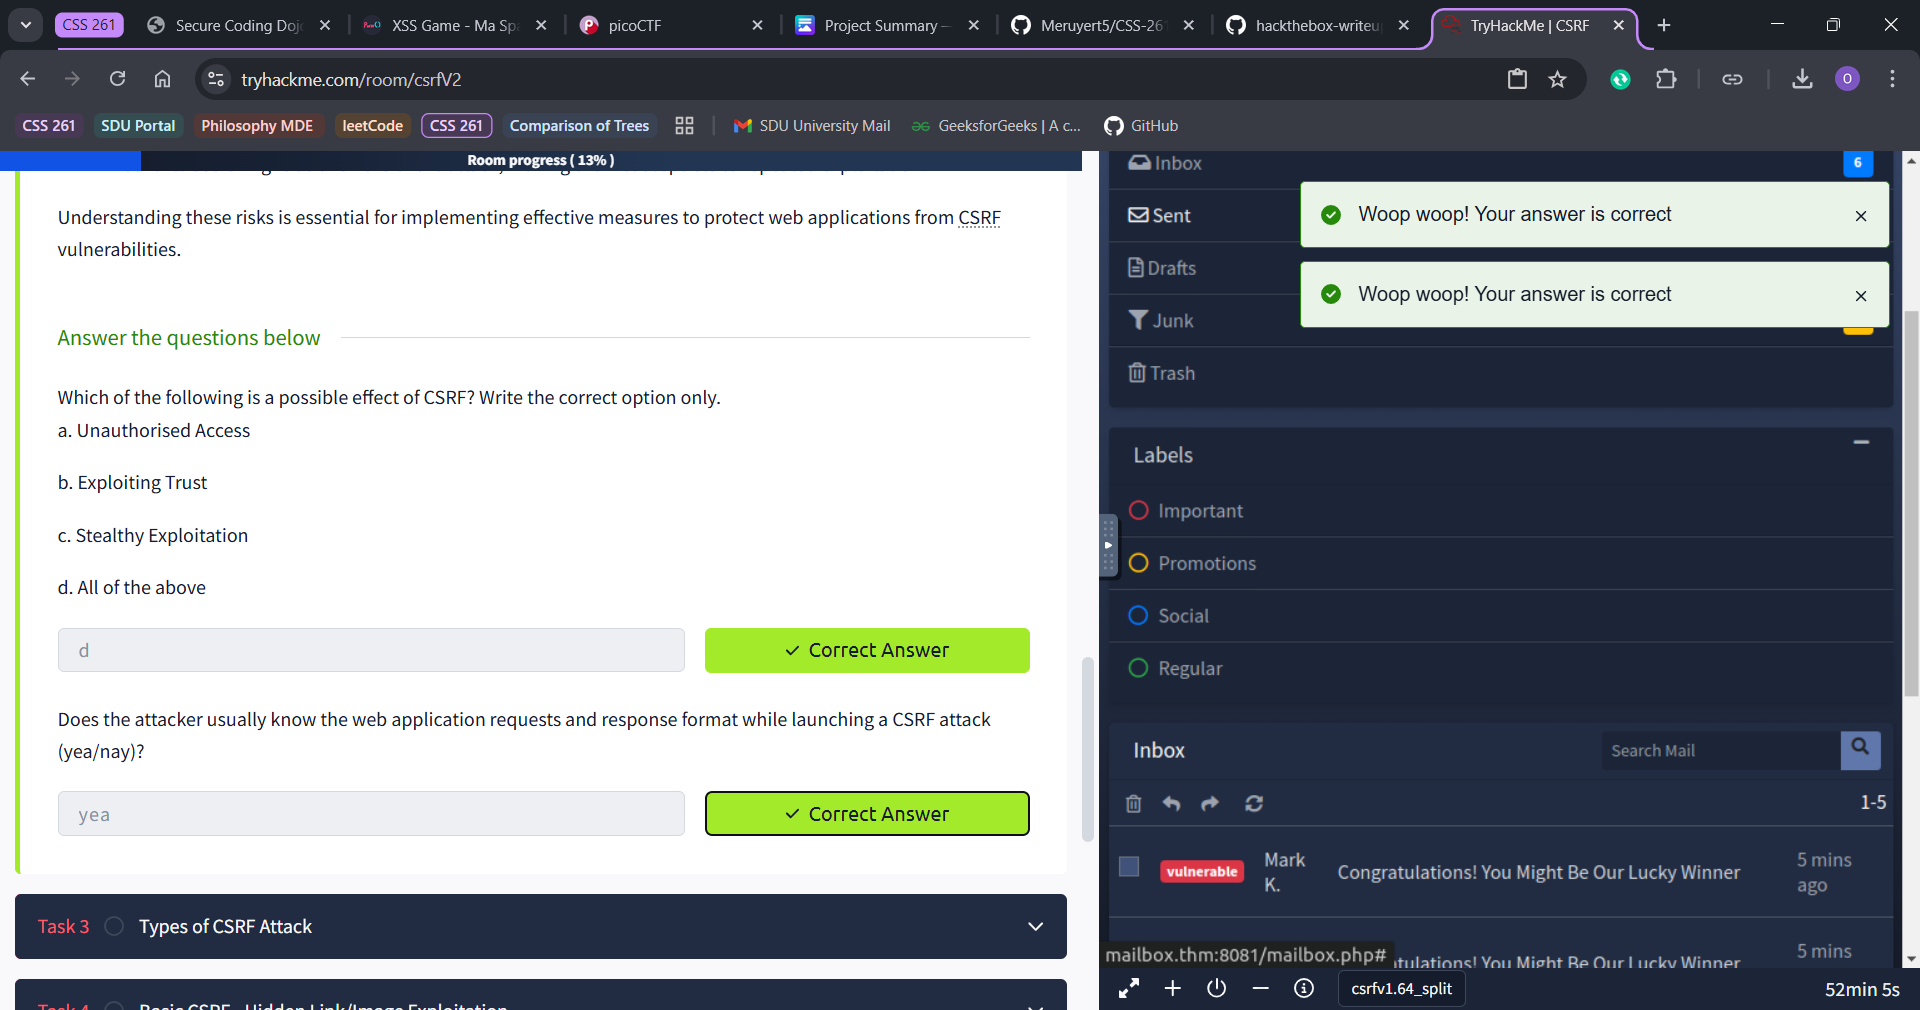 CSS 261
Secure Coding Doj
XSS Game - Ma Sp
picoCTF
Project Summary –
Meruyert5/CSS-26
hackthebox-writeu
TryHackMe | CSRF
tryhackme.com/room/csrfV2
O
CSS 261
SDU Portal
Philosophy MDE
leetCode
CSS 261
Comparison of Trees
SDU University Mail
GeeksforGeeks | A c...
GitHub
Room progress ( 13% )
Understanding these risks is essential for implementing effective measures to protect web applications from CSRF
vulnerabilities.
Answer the questions below
Which of the following is a possible effect of CSRF? Write the correct option only.
a. Unauthorised Access
b. Exploiting Trust
c. Stealthy Exploitation
d. All of the above
d
Correct Answer
Does the attacker usually know the web application requests and response format while launching a CSRF attack
(yea/nay)?
yea
Correct Answer
Task 3
Types of CSRF Attack
Task 4
Basic CSRF - Hidden Link/Image Exploitation
Inbox
6
Sent
Drafts
Junk
Trash
Woop woop! Your answer is correct
Woop woop! Your answer is correct
Labels
Important
Promotions
Social
Regular
Inbox
Search Mail
1-5
vulnerable
Mark
K.
Congratulations! You Might Be Our Lucky Winner
5 mins
ago
mailbox.thm:8081/mailbox.php#
tulations! You Might Be Our Lucky Winner
5 mins
csrfv1.64_split
52min 5s